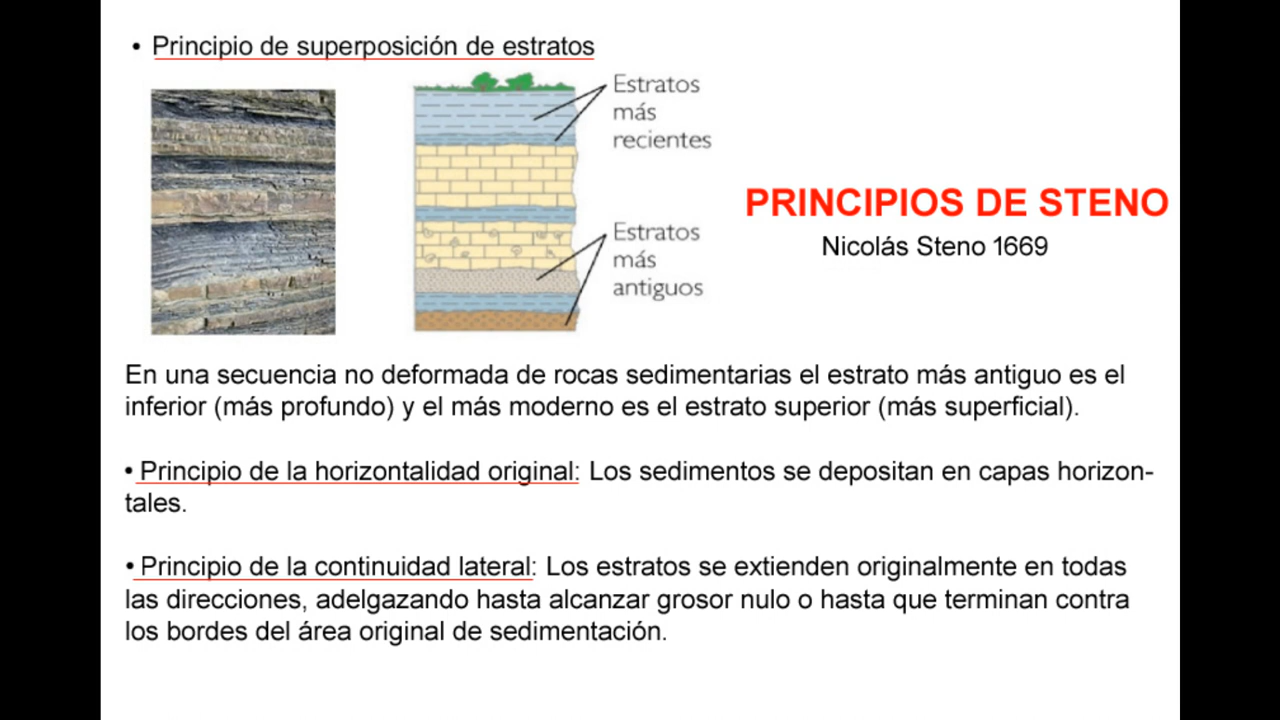 • Principio de superposición de estratos
Estratos
más
recientes
Estratos
más
antiguos
PRINCIPIOS DE STENO
Nicolás Steno 1669
En una secuencia no deformada de rocas sedimentarias el estrato más antiguo es el
inferior (más profundo) y el más moderno es el estrato superior (más superficial).
• Principio de la horizontalidad original: Los sedimentos se depositan en capas horizon-
tales.
• Principio de la continuidad lateral: Los estratos se extienden originalmente en todas
las direcciones, adelgazando hasta alcanzar grosor nulo o hasta que terminan contra
los bordes del área original de sedimentación.